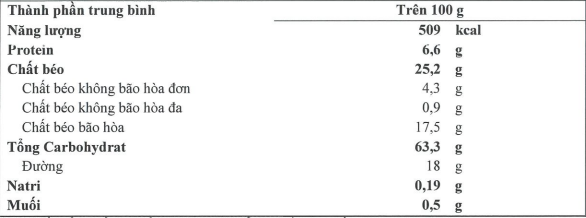 Thành phần trung bình Trên 100 g
Năng lượng 509 kcal
Protein 6,6 g
Chất béo 25,2 g
Chất béo không bão hòa đơn 4,3 g
Chất béo không bão hòa đa 0,9 g
Chất béo bão hòa 17,5 g
Tổng Carbohydrat 63,3 g
Đường 18 g
Natri 0,19 g
Muối 0,5 g